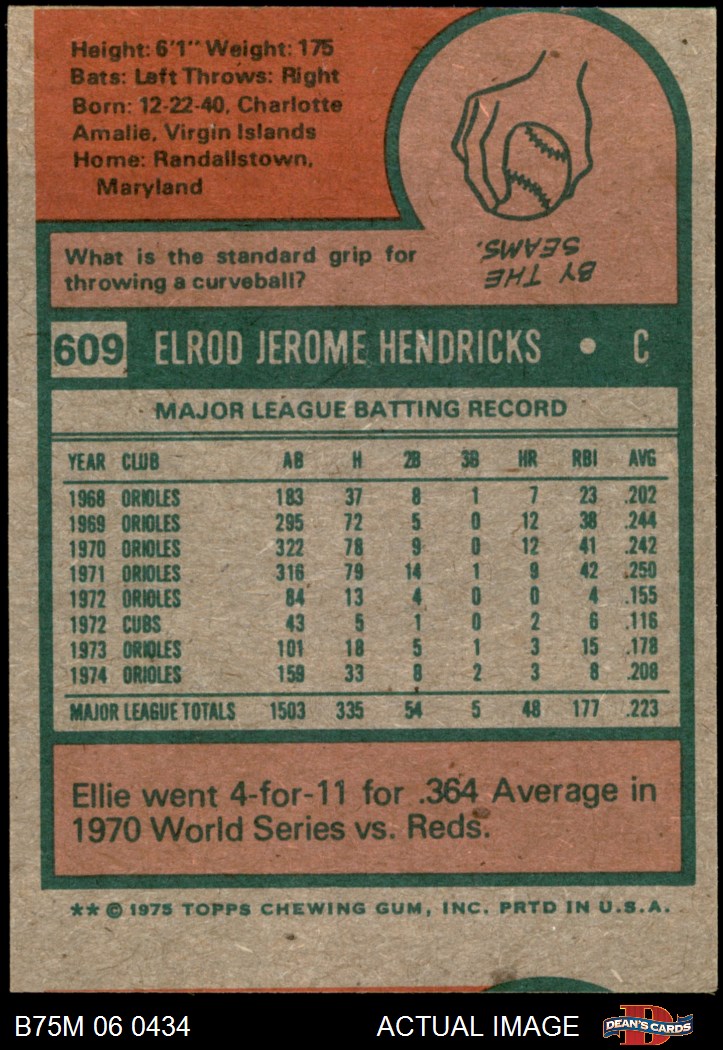 Height: 6'1" Weight: 175
Bats: Left Throws: Right
Born: 12-22-40, Charlotte
Amalie, Virgin Islands
Home: Randallstown,
Maryland
What is the standard grip for
throwing a curveball?
BY THE
SEAMS.
609 ELROD JEROME HENDRICKS • C
MAJOR LEAGUE BATTING RECORD
YEAR CLUB AB H 2B 3B HR RBI AVG
1968 ORIOLES 183 37 8 1 7 23 .202
1969 ORIOLES 295 72 5 0 12 38 .244
1970 ORIOLES 322 78 9 0 12 41 .242
1971 ORIOLES 316 79 14 1 9 42 .250
1972 ORIOLES 84 13 4 0 0 4 .155
1972 CUBS 43 5 1 0 2 6 .116
1973 ORIOLES 101 18 5 1 3 15 .178
1974 ORIOLES 159 33 8 2 3 8 .208
MAJOR LEAGUE TOTALS 1503 335 54 5 48 177 .223
Ellie went 4-for-11 for .364 Average in
1970 World Series vs. Reds.
** © 1975 TOPPS CHEWING GUM, INC. PRTD IN U.S.A.
B75M 06 0434 ACTUAL IMAGE D DEAN'S CARDS